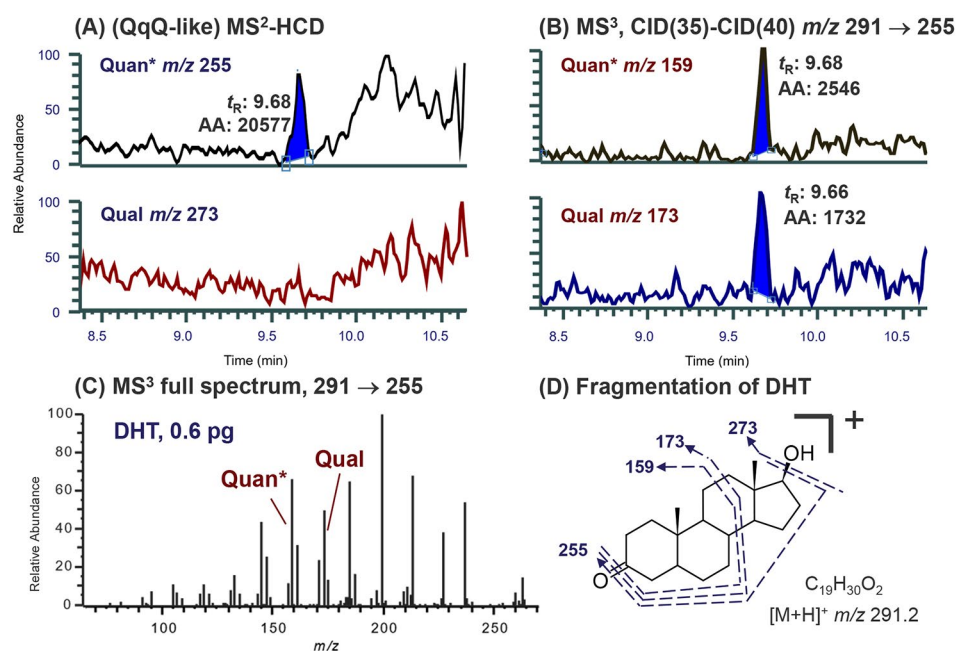 (A) (QqQ-like) MS²-HCD
100
50
0
Quan* m/z 255
tR: 9.68
AA: 20577
Relative Abundance
100
50
0
Qual m/z 273
8.5 9.0 9.5 10.0 10.5
Time (min)
(B) MS³, CID(35)-CID(40) m/z 291 → 255
Quan* m/z 159
tR: 9.68
AA: 2546
Qual m/z 173
tR: 9.66
AA: 1732
8.5 9.0 9.5 10.0 10.5
Time (min)
(C) MS³ full spectrum, 291 → 255
100
80
60
40
20
0
Relative Abundance
DHT, 0.6 pg
Quan*
Qual
100 150 200 250
m/z
(D) Fragmentation of DHT
+
273
OH
173
159
255
O
C₁₉H₃₀O₂
[M+H]⁺ m/z 291.2